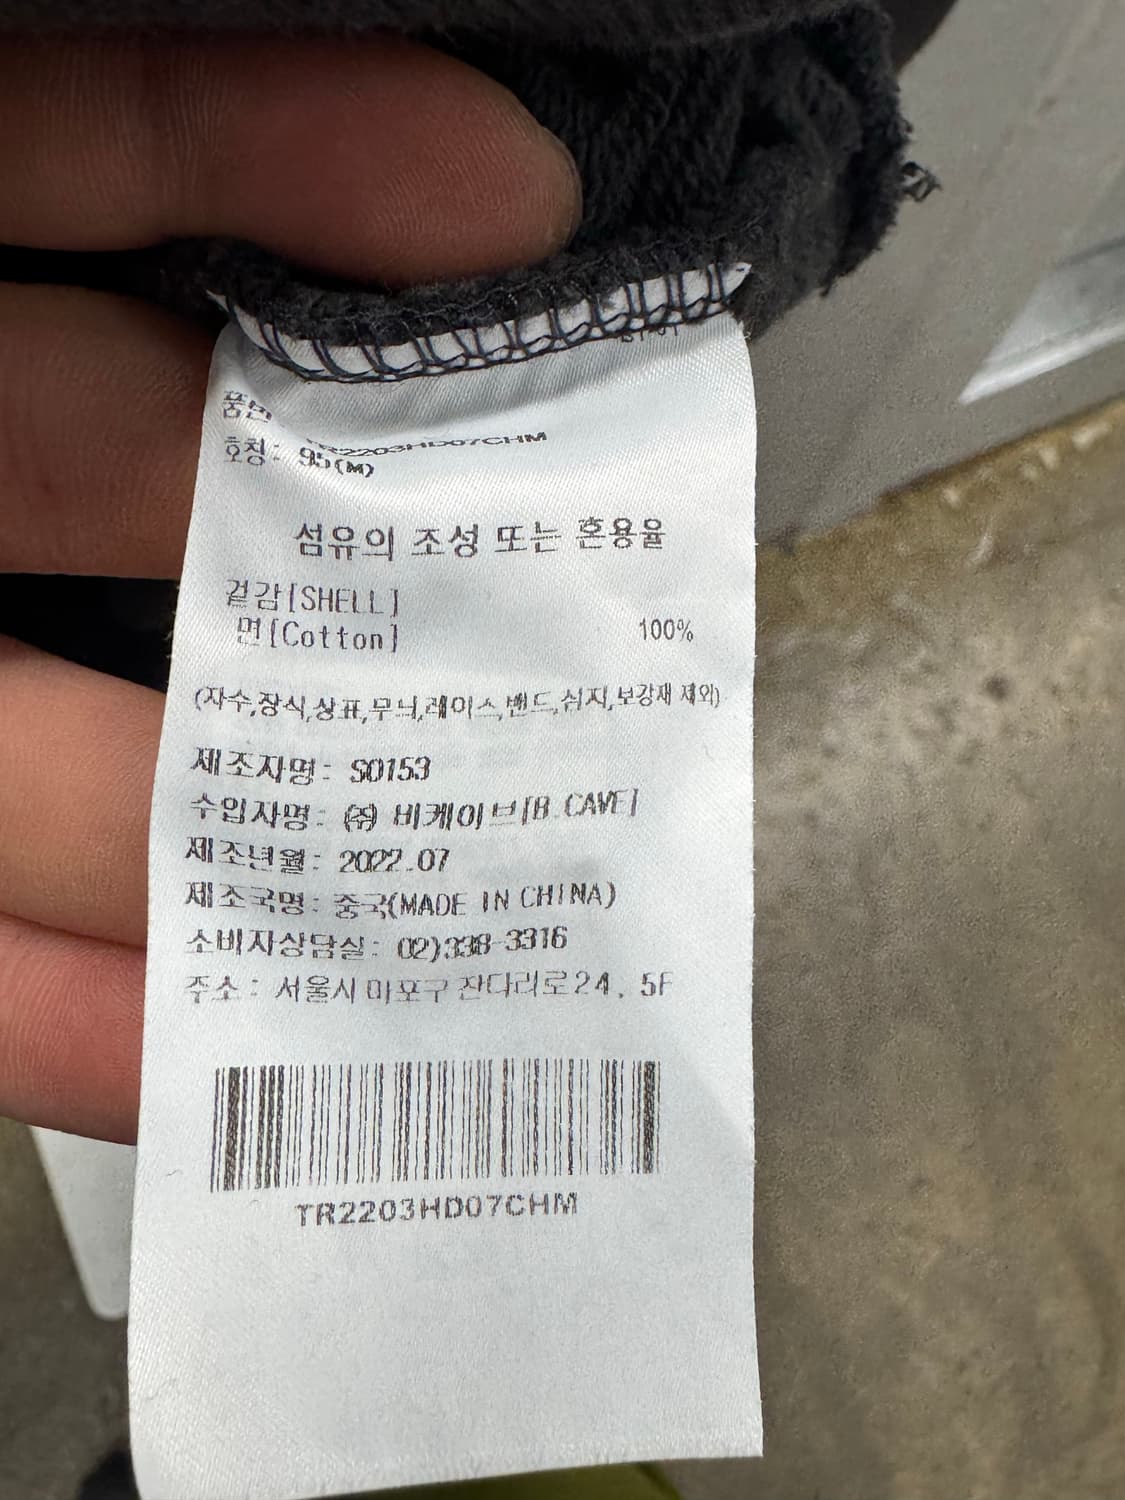 품번
TR2203HD07CHM
호칭: 95(M)
섬유의 조성 또는 혼용율
겉감[SHELL]
면[Cotton] 100%
(자수,장식,상표,무늬,레이스,밴드,심지,보강재 제외)
제조자명: S0153
수입자명: ㈜ 비케이브[B.CAVE]
제조년월: 2022.07
제조국명: 중국(MADE IN CHINA)
소비자상담실: 02)338-3316
주소: 서울시 마포구 잔다리로24, 5F
TR2203HD07CHM